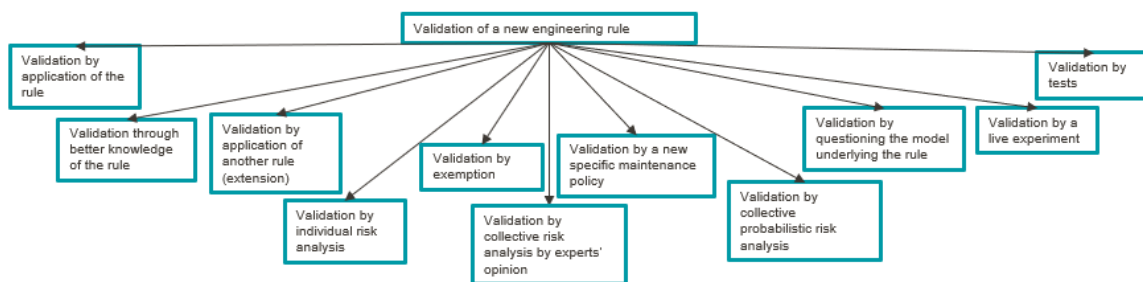 Validation of a new engineering rule
Validation by
application of the
rule
Validation through
better knowledge
of the rule
Validation by
application of
another rule
(extension)
Validation by
individual risk
analysis
Validation by
exemption
Validation by
collective risk
analysis by experts'
opinion
Validation by a new
specific maintenance
policy
Validation by
collective
probabilistic risk
analysis
Validation by
questioning the model
underlying the rule
Validation by a
live experiment
Validation by
tests